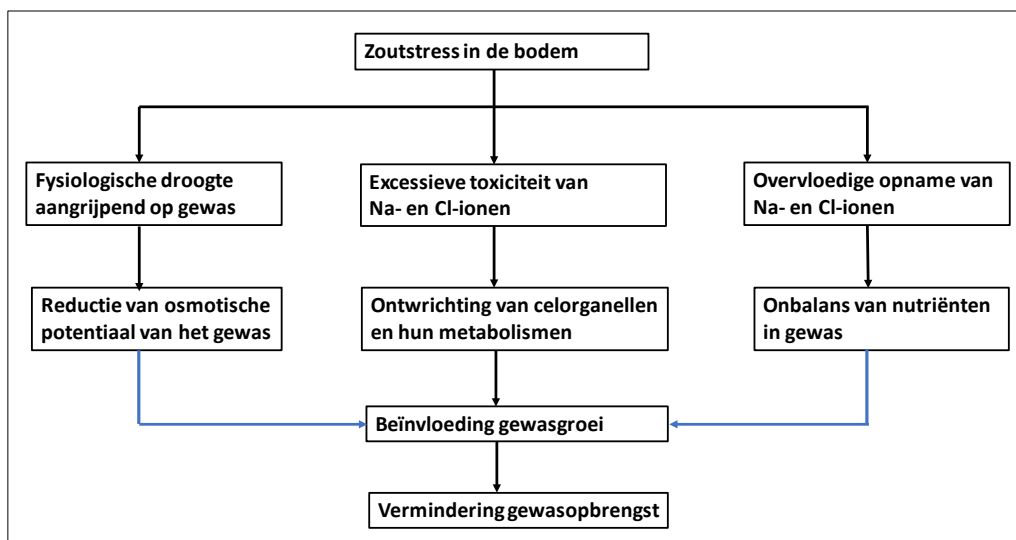 Zoutstress in de bodem
Fysiologische droogte
aangrijpend op gewas
Excessieve toxiciteit van
Na- en Cl-ionen
Overvloedige opname van
Na- en Cl-ionen
Reductie van osmotische
potentiaal van het gewas
Ontwrichting van celorganellen
en hun metabolismen
Onbalans van nutriënten
in gewas
Beïnvloeding gewasgroei
Vermindering gewasopbrengst